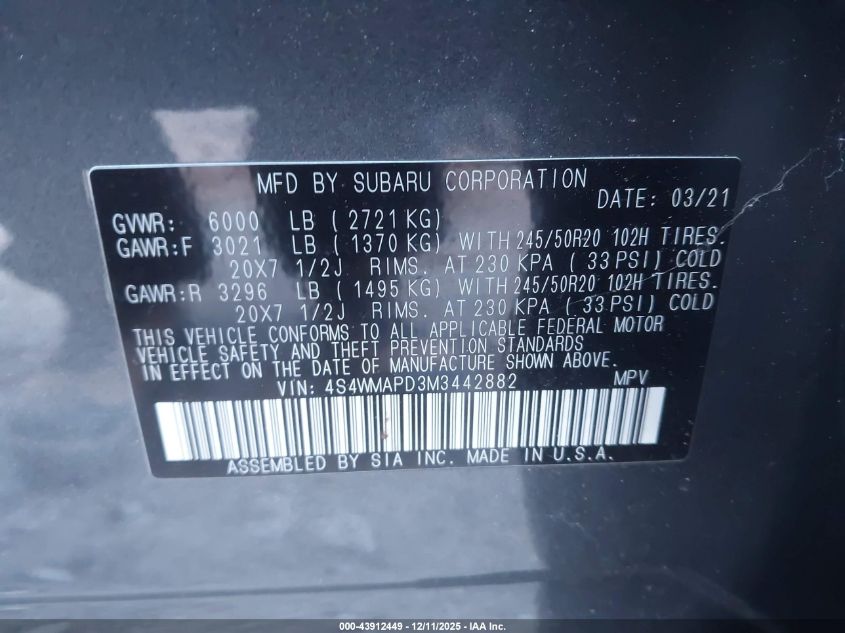 MFD BY SUBARU CORPORATION
DATE: 03/21
GVWR: 6000 LB ( 2721 KG)
GAWR:F 3021 LB ( 1370 KG) WITH 245/50R20 102H TIRES.
20X7 1/2J RIMS. AT 230 KPA ( 33 PSI) COLD
GAWR:R 3296 LB ( 1495 KG) WITH 245/50R20 102H TIRES.
20X7 1/2J RIMS. AT 230 KPA ( 33 PSI) COLD
THIS VEHICLE CONFORMS TO ALL APPLICABLE FEDERAL MOTOR
VEHICLE SAFETY AND THEFT PREVENTION STANDARDS
IN EFFECT ON THE DATE OF MANUFACTURE SHOWN ABOVE.
VIN: 4S4WMAPD3M3442882 MPV
ASSEMBLED BY SIA INC. MADE IN U.S.A.
000-43912449 - 12/11/2025 - IAA Inc.